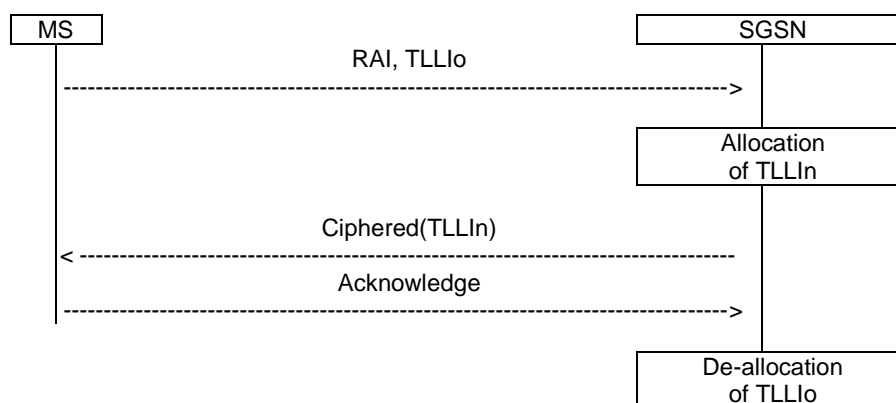 MS
SGSN
RAI, TLLIo
-------------------------------------------------------------------------------------->
Allocation
of TLLIn
Ciphered(TLLIn)
< --------------------------------------------------------------------------------------
Acknowledge
-------------------------------------------------------------------------------------->
De-allocation
of TLLIo